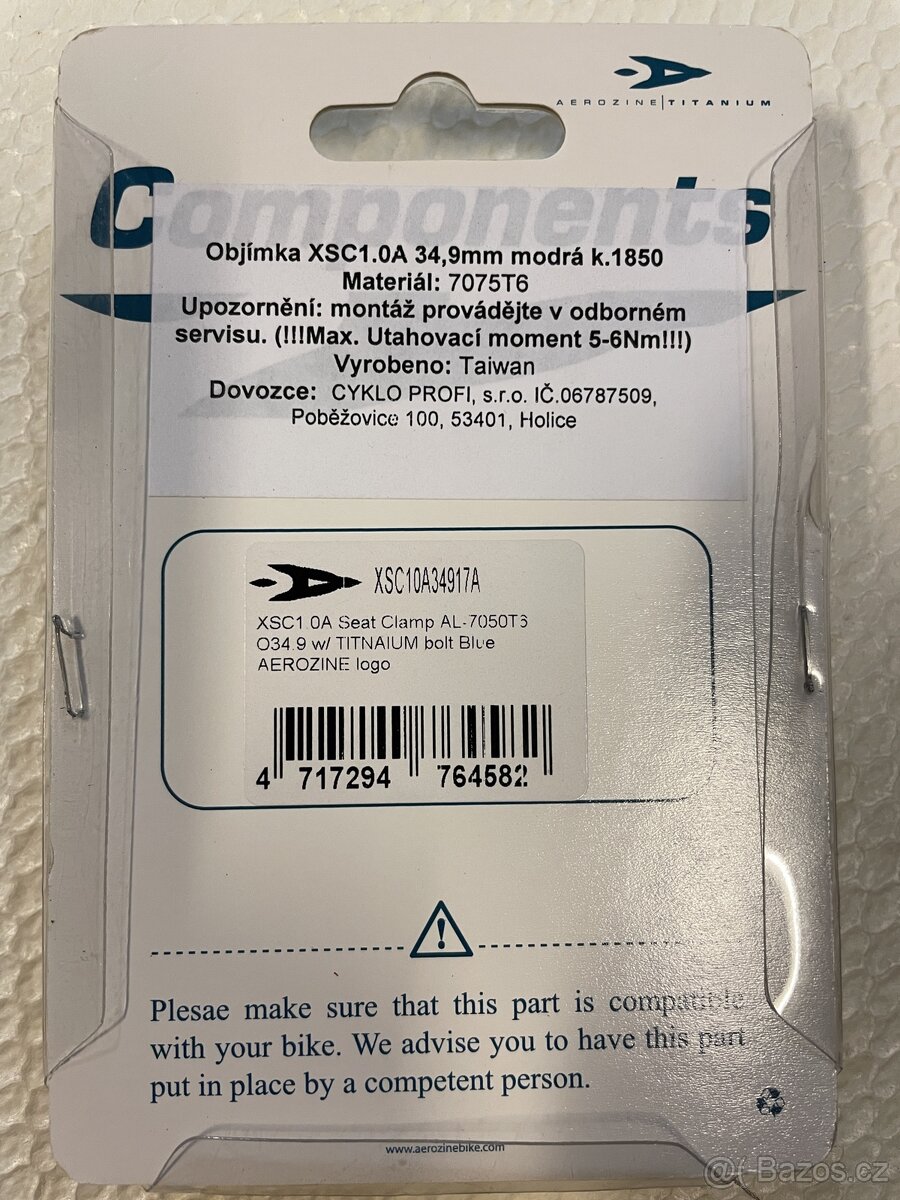 AEROZINE|TITANIUM
Components
Objímka XSC1.0A 34,9mm modrá k.1850
Materiál: 7075T6
Upozornění: montáž provádějte v odborném
servisu. (!!!Max. Utahovací moment 5-6Nm!!!)
Vyrobeno: Taiwan
Dovozce: CYKLO PROFI, s.r.o. IČ.06787509,
Poběžovice 100, 53401, Holice
XSC10A34917A
XSC1 0A Seat Clamp AL-7050T6
O34.9 w/ TITNAIUM bolt Blue
AEROZINE logo
4 717294 764582
Plesae make sure that this part is compatible
with your bike. We advise you to have this part
put in place by a competent person.
www.aerozinebike.com
@f-Bazos.cz